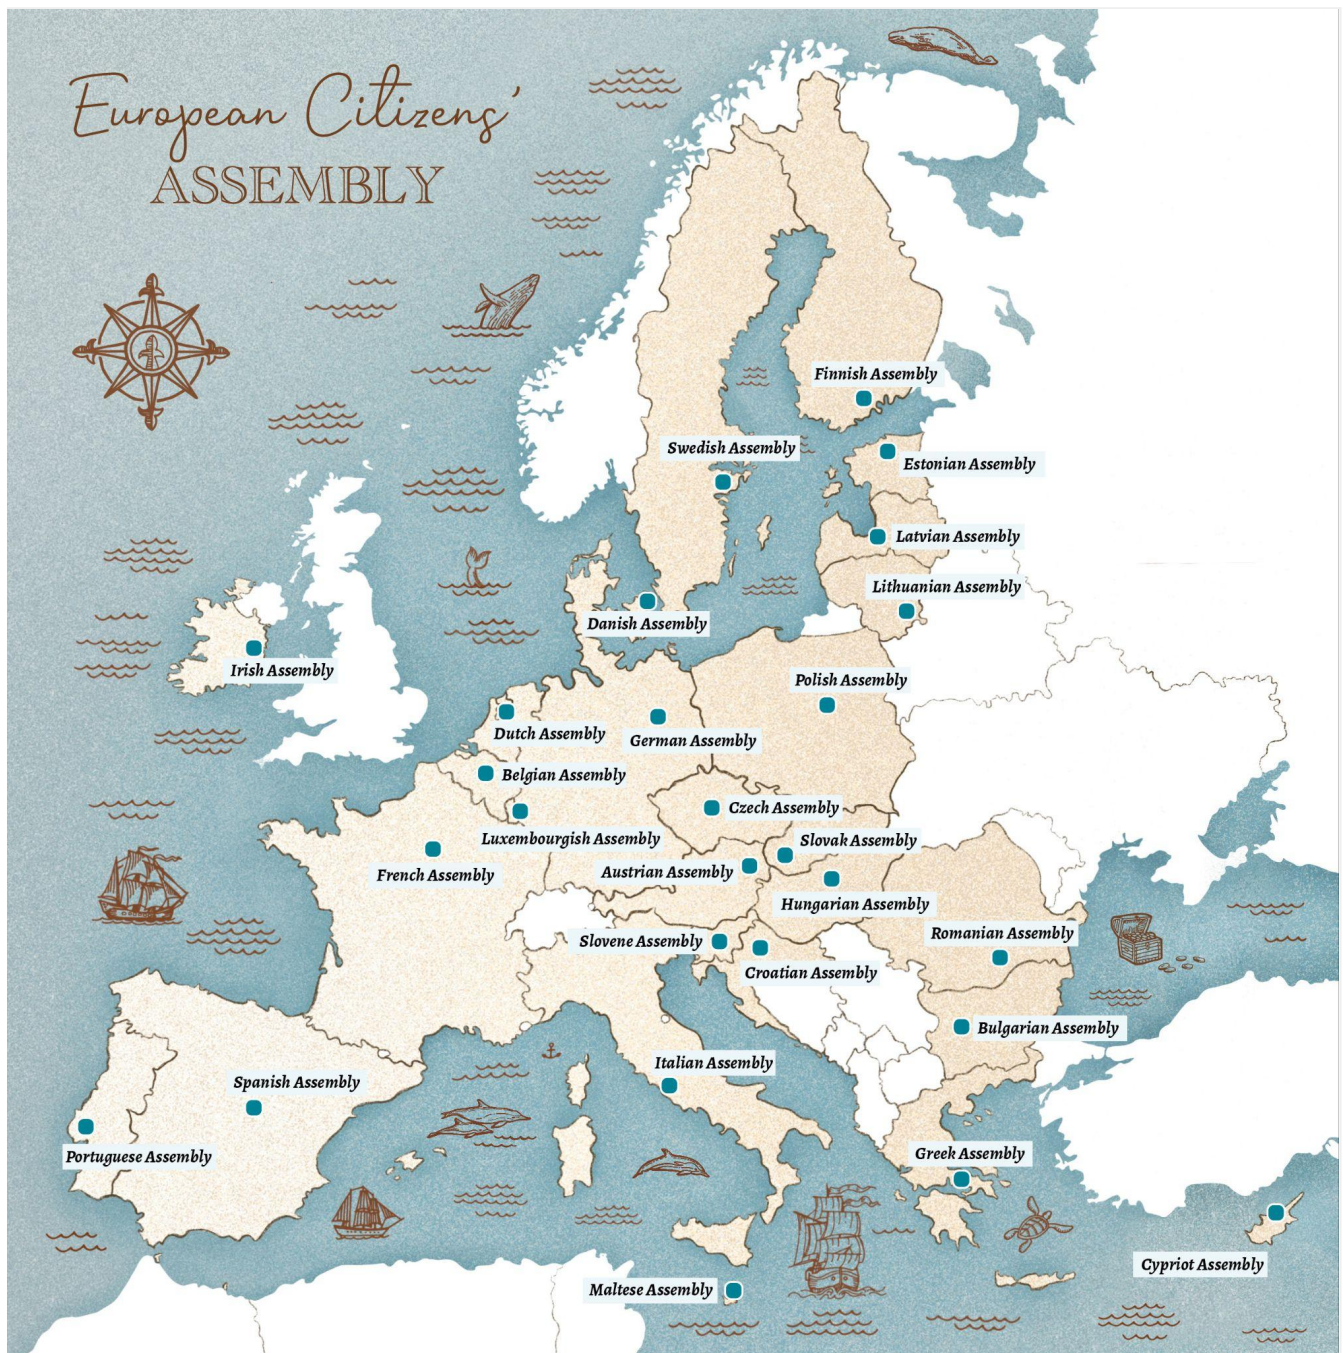 European Citizens'
ASSEMBLY
Finnish Assembly
Swedish Assembly
Estonian Assembly
Latvian Assembly
Lithuanian Assembly
Danish Assembly
Irish Assembly
Polish Assembly
Dutch Assembly
German Assembly
Belgian Assembly
Czech Assembly
Luxembourgish Assembly
Slovak Assembly
French Assembly
Austrian Assembly
Hungarian Assembly
Romanian Assembly
Slovene Assembly
Croatian Assembly
Bulgarian Assembly
Italian Assembly
Spanish Assembly
Portuguese Assembly
Greek Assembly
Cypriot Assembly
Maltese Assembly